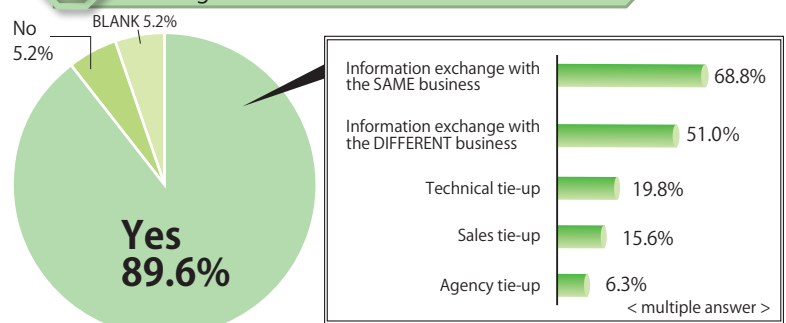 No
5.2%
BLANK 5.2%
Yes
89.6%
Information exchange with
the SAME business
68.8%
Information exchange with
the DIFFERENT business
51.0%
Technical tie-up
19.8%
Sales tie-up
15.6%
Agency tie-up
6.3%
< multiple answer >